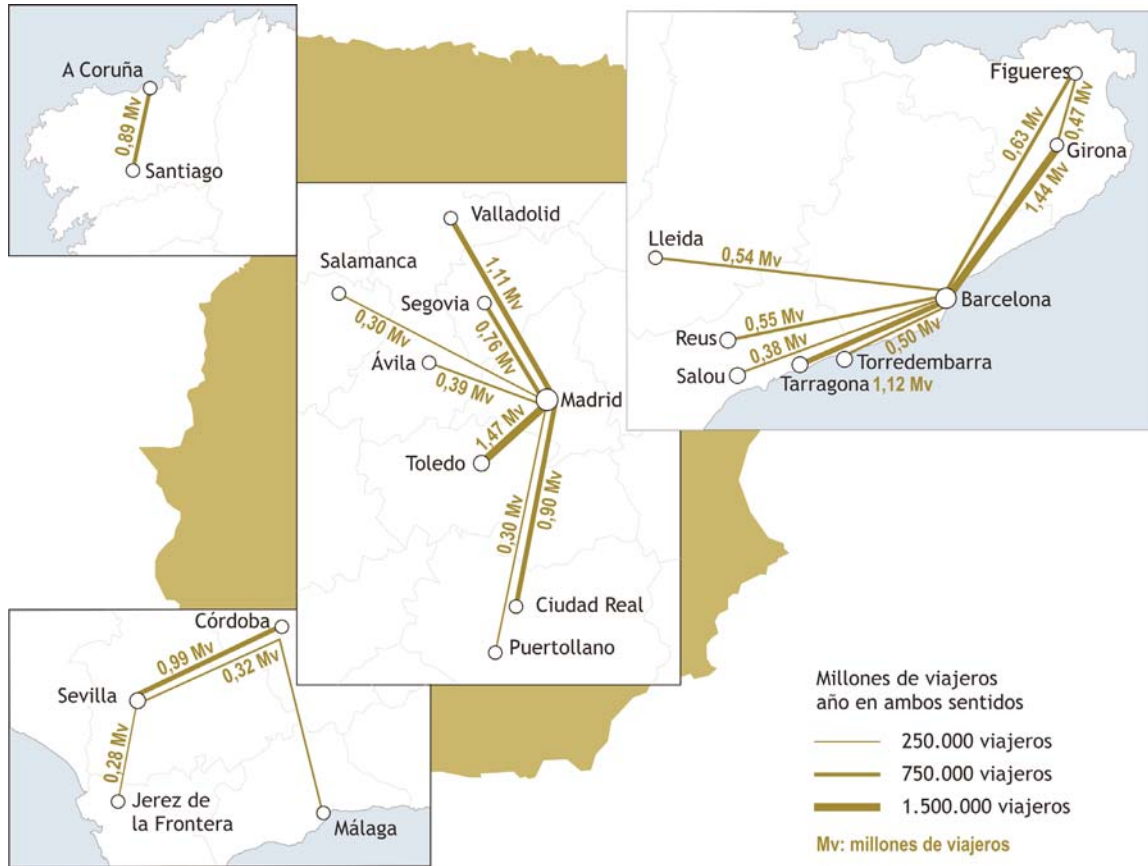 A Coruña
0,89 Mv
Santiago
Valladolid
1,11 Mv
Salamanca
Segovia
0,30 Mv
0,76 Mv
Ávila
0,39 Mv
Madrid
1,47 Mv
Toledo
0,30 Mv
0,90 Mv
Ciudad Real
Puertollano
Figueres
0,47 Mv
0,63 Mv
Girona
1,44 Mv
Lleida
0,54 Mv
Barcelona
Reus
0,55 Mv
0,38 Mv
0,50 Mv
Salou
Torredembarra
Tarragona
1,12 Mv
Córdoba
0,99 Mv
0,32 Mv
Sevilla
0,28 Mv
Jerez de
la Frontera
Málaga
Millones de viajeros
año en ambos sentidos
250.000 viajeros
750.000 viajeros
1.500.000 viajeros
Mv: millones de viajeros